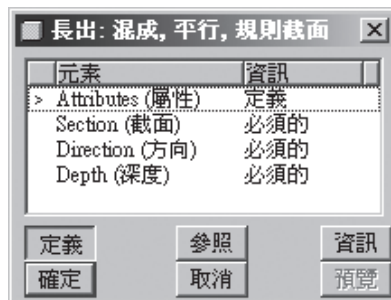 長出: 混成, 平行, 規則截面
元素 資訊
> Attributes (屬性) 定義
Section (截面) 必須的
Direction (方向) 必須的
Depth (深度) 必須的
定義 參照 資訊
確定 取消 預覽